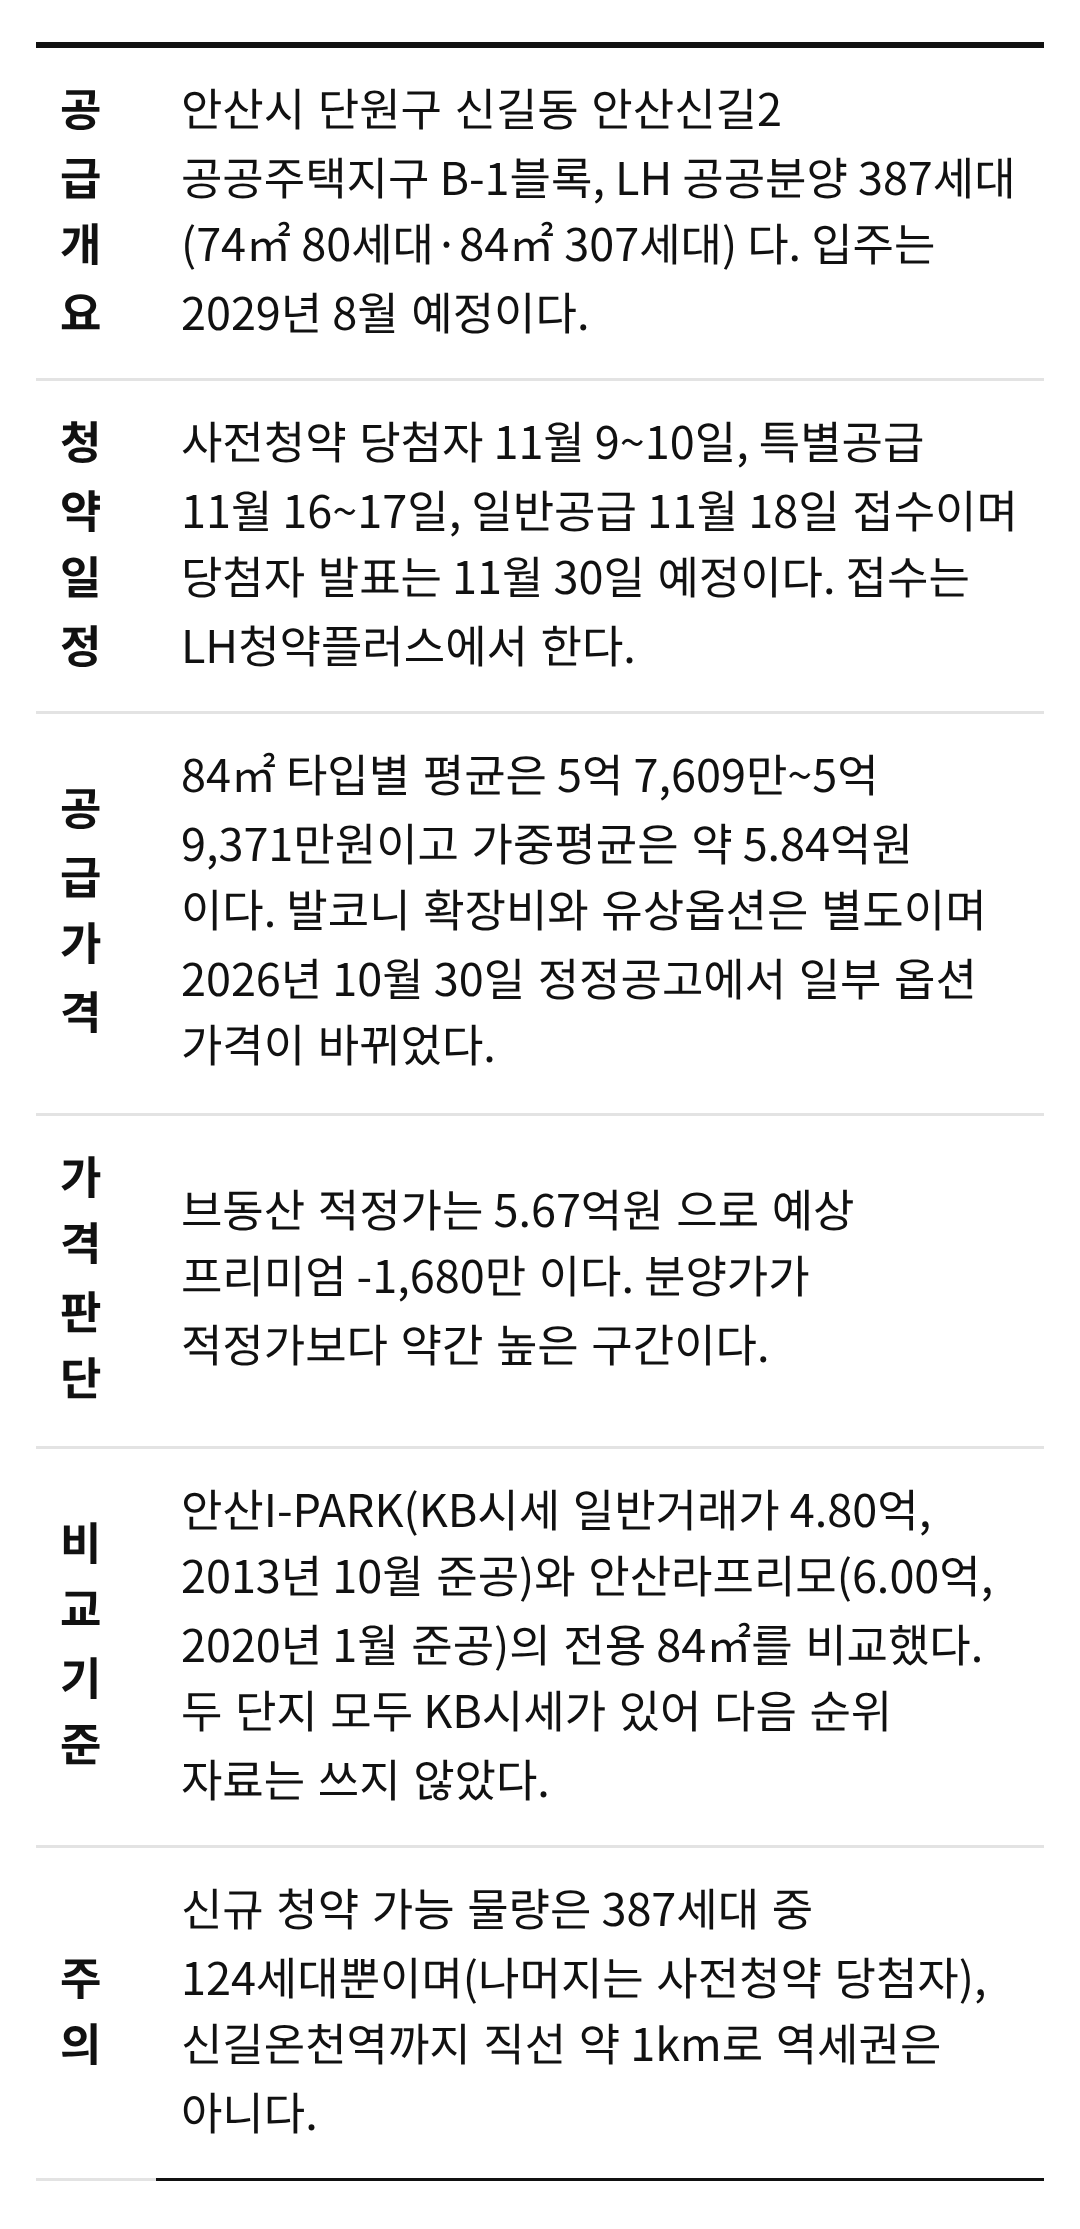 공급개요
안산시 단원구 신길동 안산신길2
공공주택지구 B-1블록, LH 공공분양 387세대
(74㎡ 80세대·84㎡ 307세대) 다. 입주는
2029년 8월 예정이다.
청약일정
사전청약 당첨자 11월 9~10일, 특별공급
11월 16~17일, 일반공급 11월 18일 접수이며
당첨자 발표는 11월 30일 예정이다. 접수는
LH청약플러스에서 한다.
공급가격
84㎡ 타입별 평균은 5억 7,609만~5억
9,371만원이고 가중평균은 약 5.84억원
이다. 발코니 확장비와 유상옵션은 별도이며
2026년 10월 30일 정정공고에서 일부 옵션
가격이 바뀌었다.
가격판단
브동산 적정가는 5.67억원 으로 예상
프리미엄 -1,680만 이다. 분양가가
적정가보다 약간 높은 구간이다.
비교기준
안산I-PARK(KB시세 일반거래가 4.80억,
2013년 10월 준공)와 안산라프리모(6.00억,
2020년 1월 준공)의 전용 84㎡를 비교했다.
두 단지 모두 KB시세가 있어 다음 순위
자료는 쓰지 않았다.
주의
신규 청약 가능 물량은 387세대 중
124세대뿐이며(나머지는 사전청약 당첨자),
신길온천역까지 직선 약 1km로 역세권은
아니다.